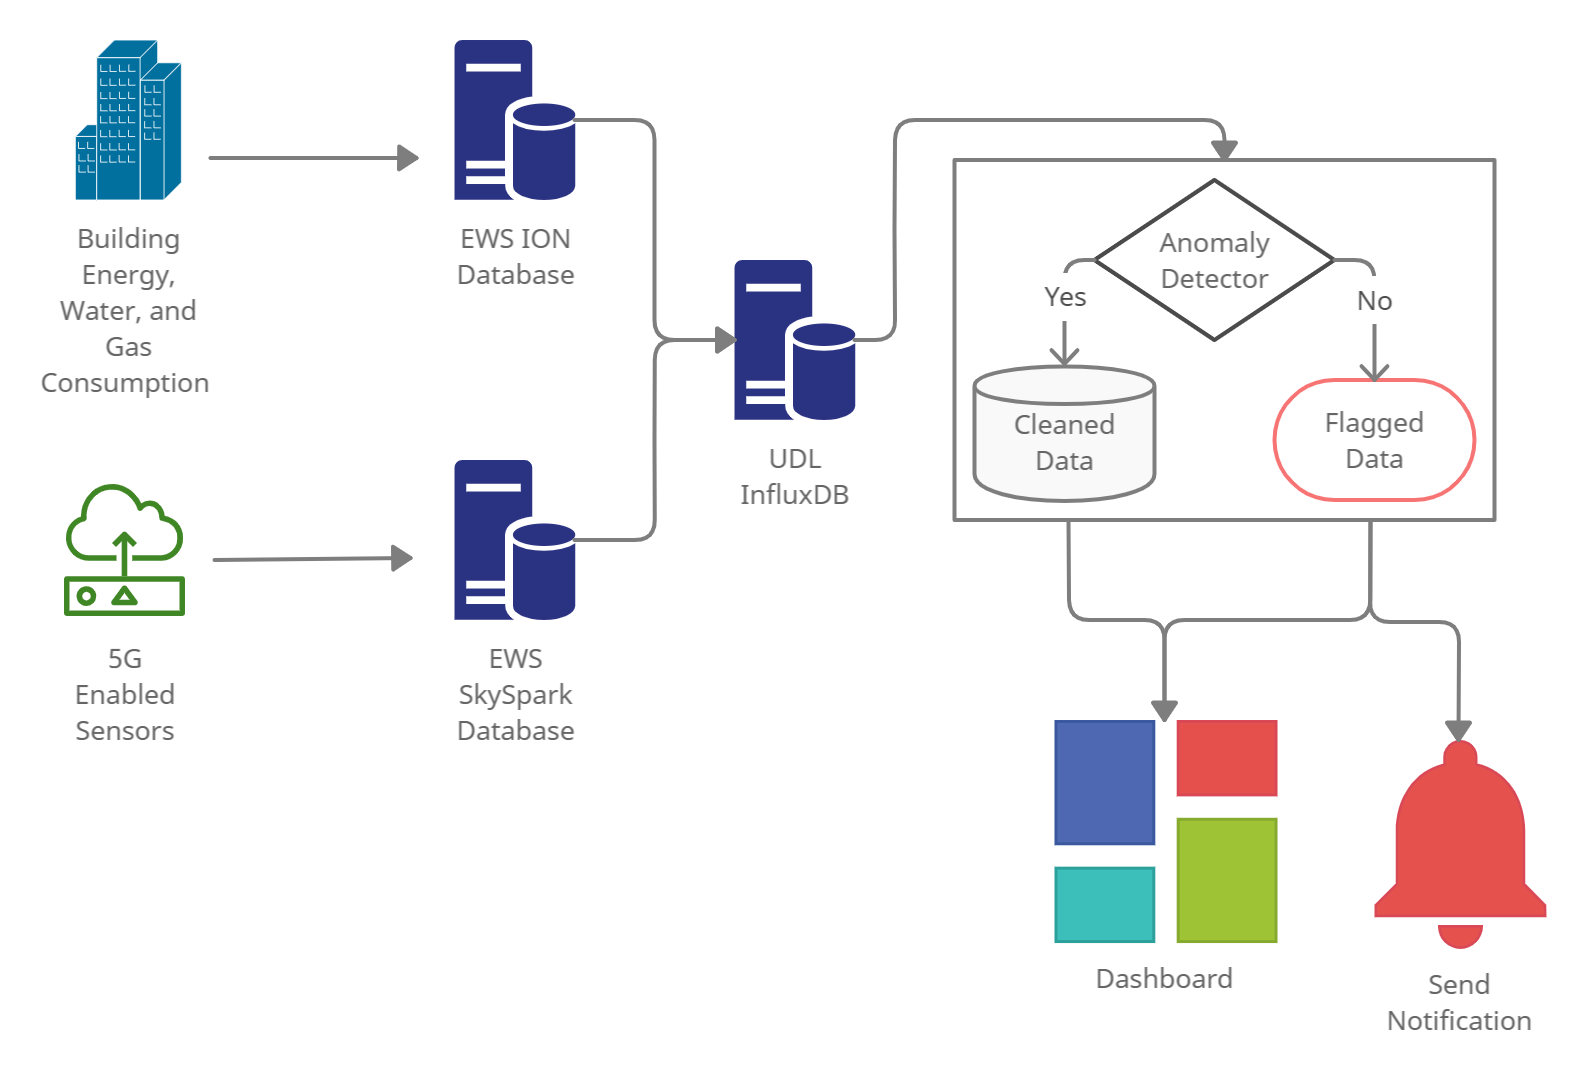 Building
Energy,
Water, and
Gas
Consumption
EWS ION
Database
5G
Enabled
Sensors
EWS
SkySpark
Database
UDL
InfluxDB
Anomaly
Detector
Yes
No
Cleaned
Data
Flagged
Data
Dashboard
Send
Notification